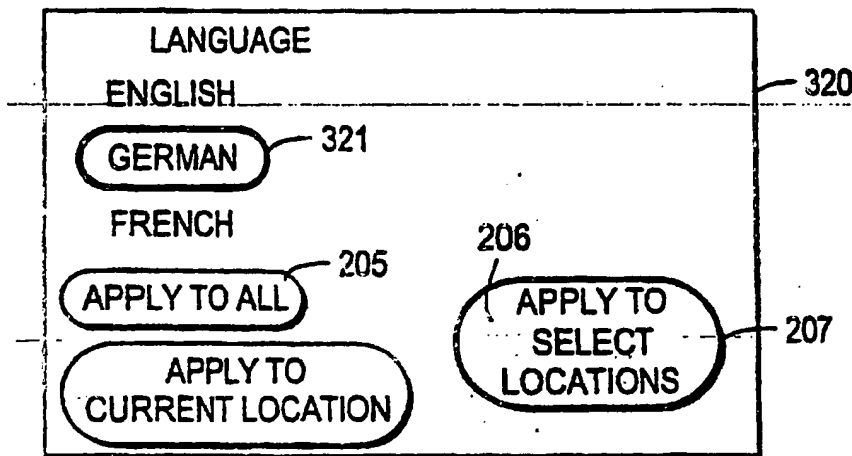 LANGUAGE
ENGLISH
320
GERMAN
321
FRENCH
206
205
APPLY TO ALL
APPLY TO
SELECT
LOCATIONS
207
APPLY TO
CURRENT LOCATION